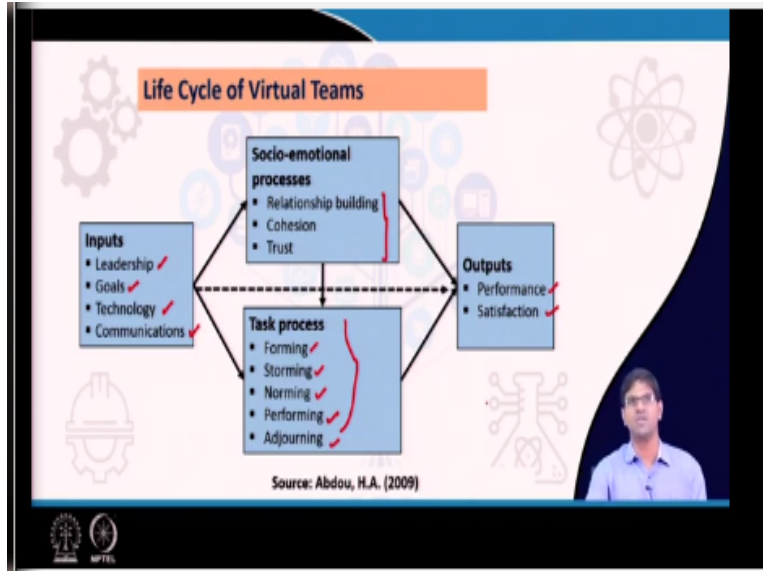 Life Cycle of Virtual Teams
Socio-emotional
processes
▪ Relationship building
▪ Cohesion
▪ Trust
Inputs
▪ Leadership
▪ Goals
▪ Technology
▪ Communications
Outputs
▪ Performance
▪ Satisfaction
Task process
▪ Forming
▪ Storming
▪ Norming
▪ Performing
▪ Adjourning
Source: Abdou, H.A. (2009)
NPTEL